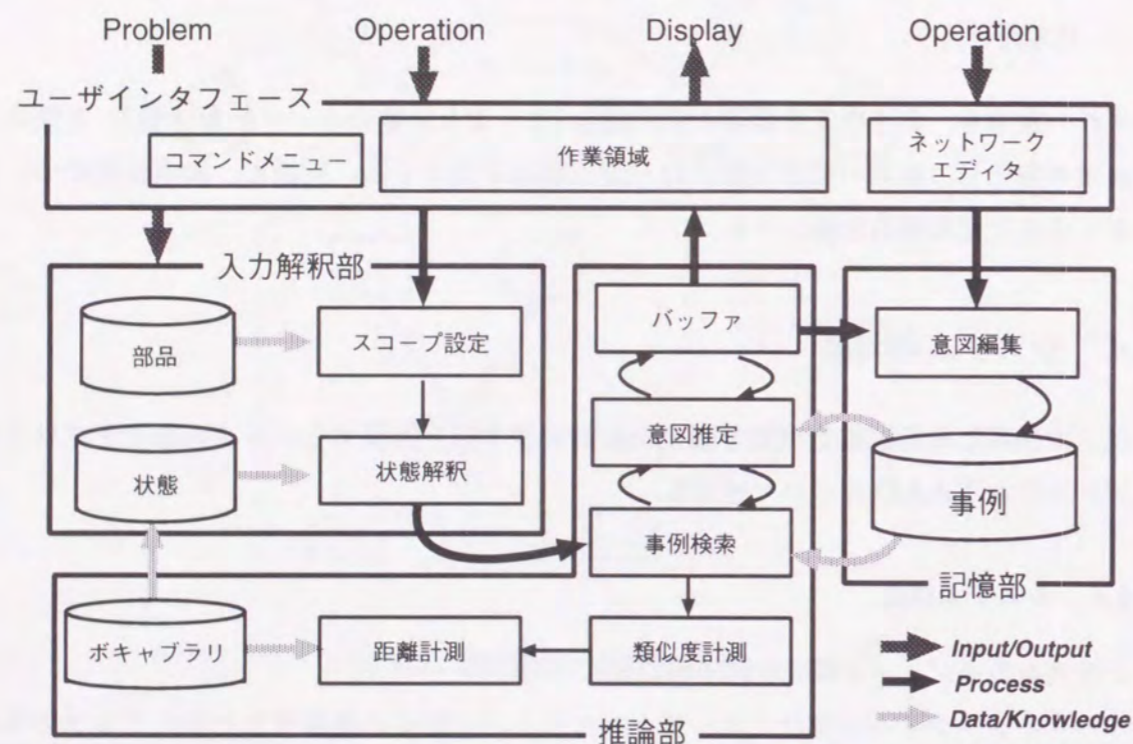 Problem
Operation
Display
Operation
ユーザインタフェース
コマンドメニュー
作業領域
ネットワーク
エディタ
入力解釈部
部品
スコープ設定
状態
状態解釈
バッファ
意図推定
事例検索
意図編集
事例
記憶部
ボキャブラリ
距離計測
類似度計測
推論部
Input/Output
Process
Data/Knowledge